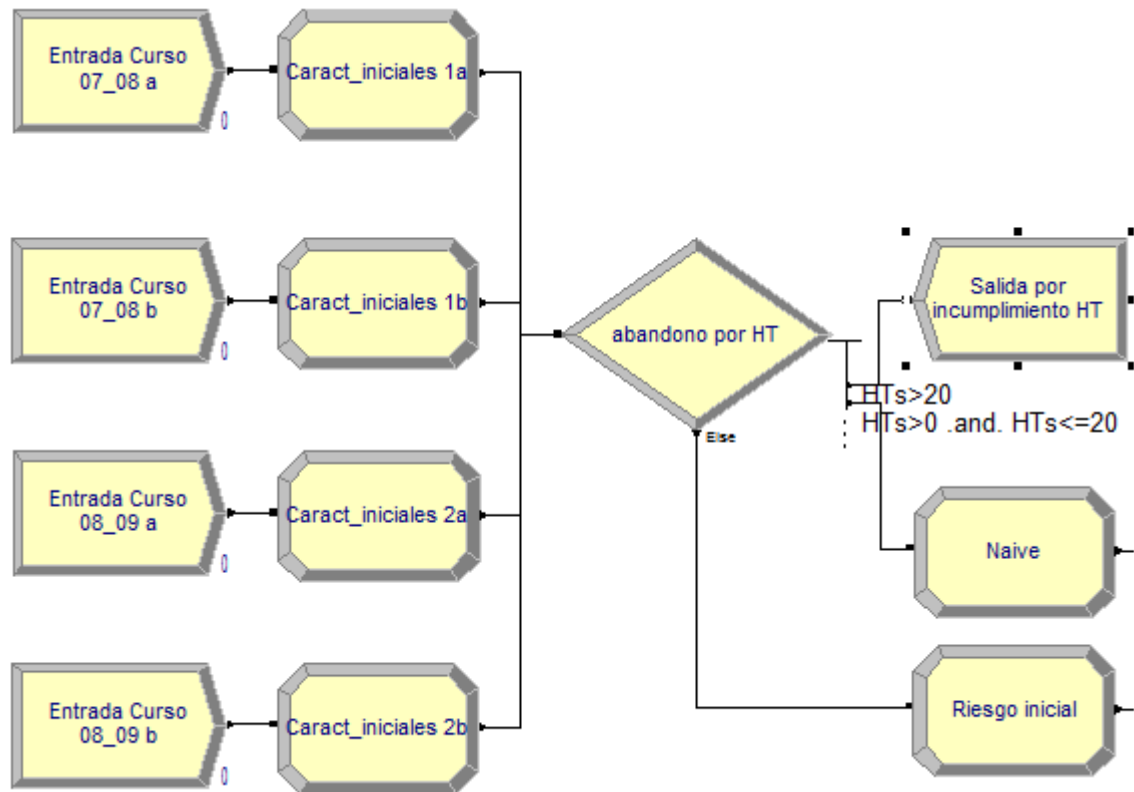 Entrada Curso
07_08 a
0
Caract_iniciales 1a
Entrada Curso
07_08 b
0
Caract_iniciales 1b
Entrada Curso
08_09 a
0
Caract_iniciales 2a
Entrada Curso
08_09 b
0
Caract_iniciales 2b
abandono por HT
Else
HTs>20
HTs>0 .and. HTs<=20
Salida por
incumplimiento HT
Naive
Riesgo inicial